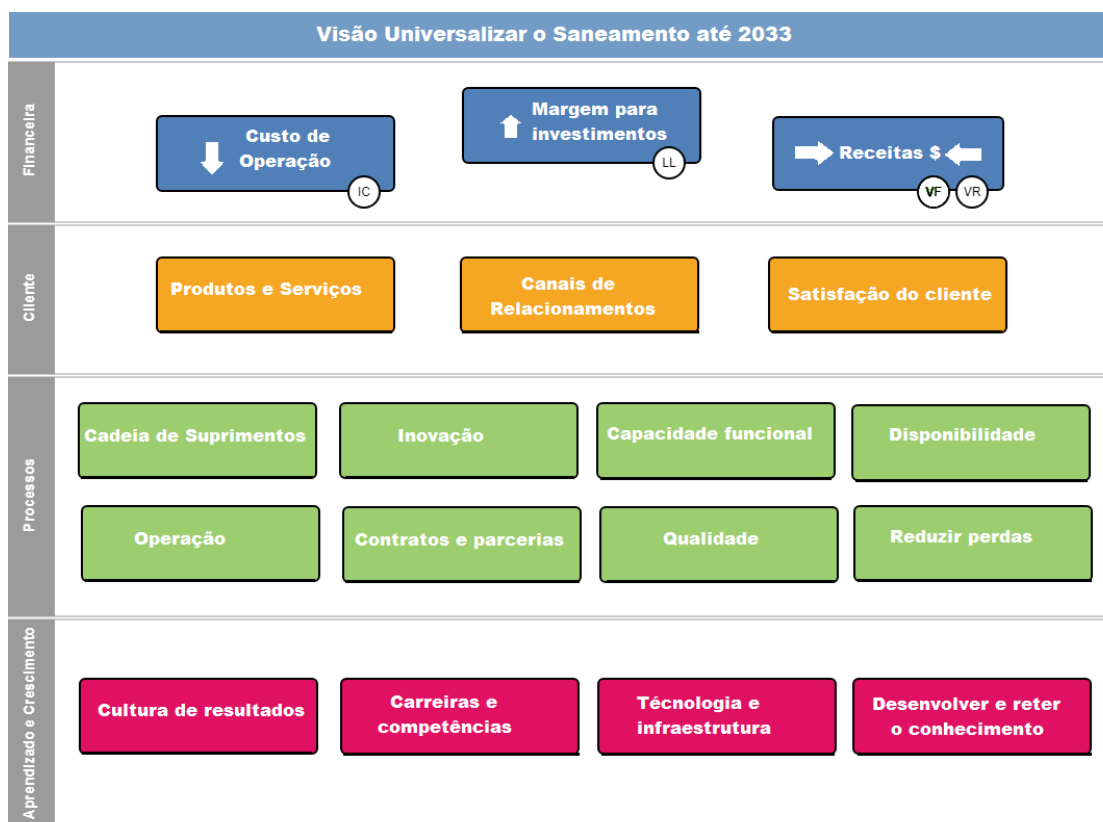 Visão Universalizar o Saneamento até 2033
Financeira
Custo de
Operação
IC
Margem para
investimentos
LL
Receitas $
VF
VR
Cliente
Produtos e Serviços
Canais de
Relacionamentos
Satisfação do cliente
Processos
Cadeia de Suprimentos
Inovação
Capacidade funcional
Disponibilidade
Operação
Contratos e parcerias
Qualidade
Reduzir perdas
Aprendizado e Crescimento
Cultura de resultados
Carreiras e
competências
Técnologia e
infraestrutura
Desenvolver e reter
o conhecimento